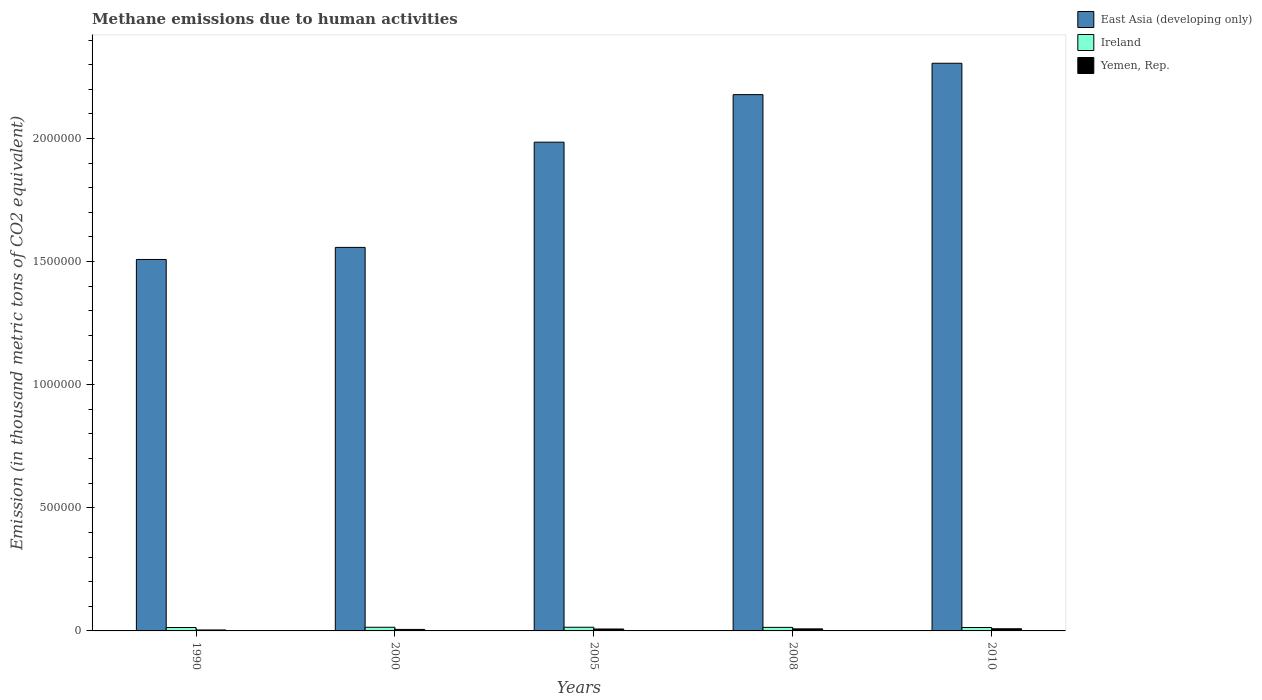 Methane emissions due to human activities
East Asia (developing only)
Ireland
Yemen, Rep.
Emission (in thousand metric tons of CO2 equivalent)
2000000
1500000
1000000
500000
0
1990
2000
2005
2008
2010
Years